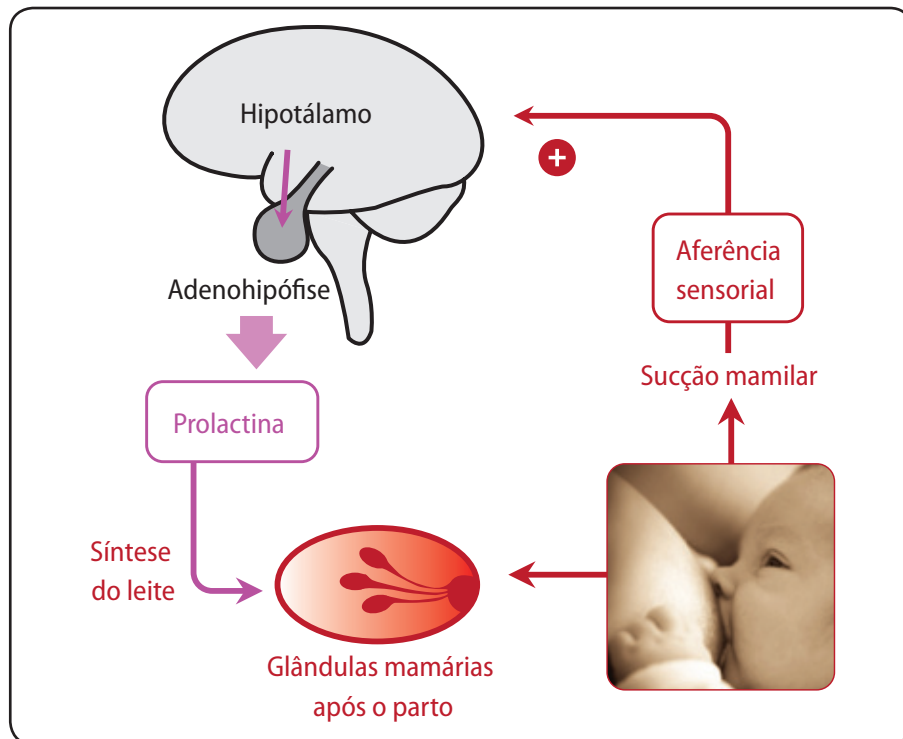 Hipotálamo
Adenohipófise
Prolactina
Síntese
do leite
Glândulas mamárias
após o parto
Sucção mamilar
Aferência
sensorial
+